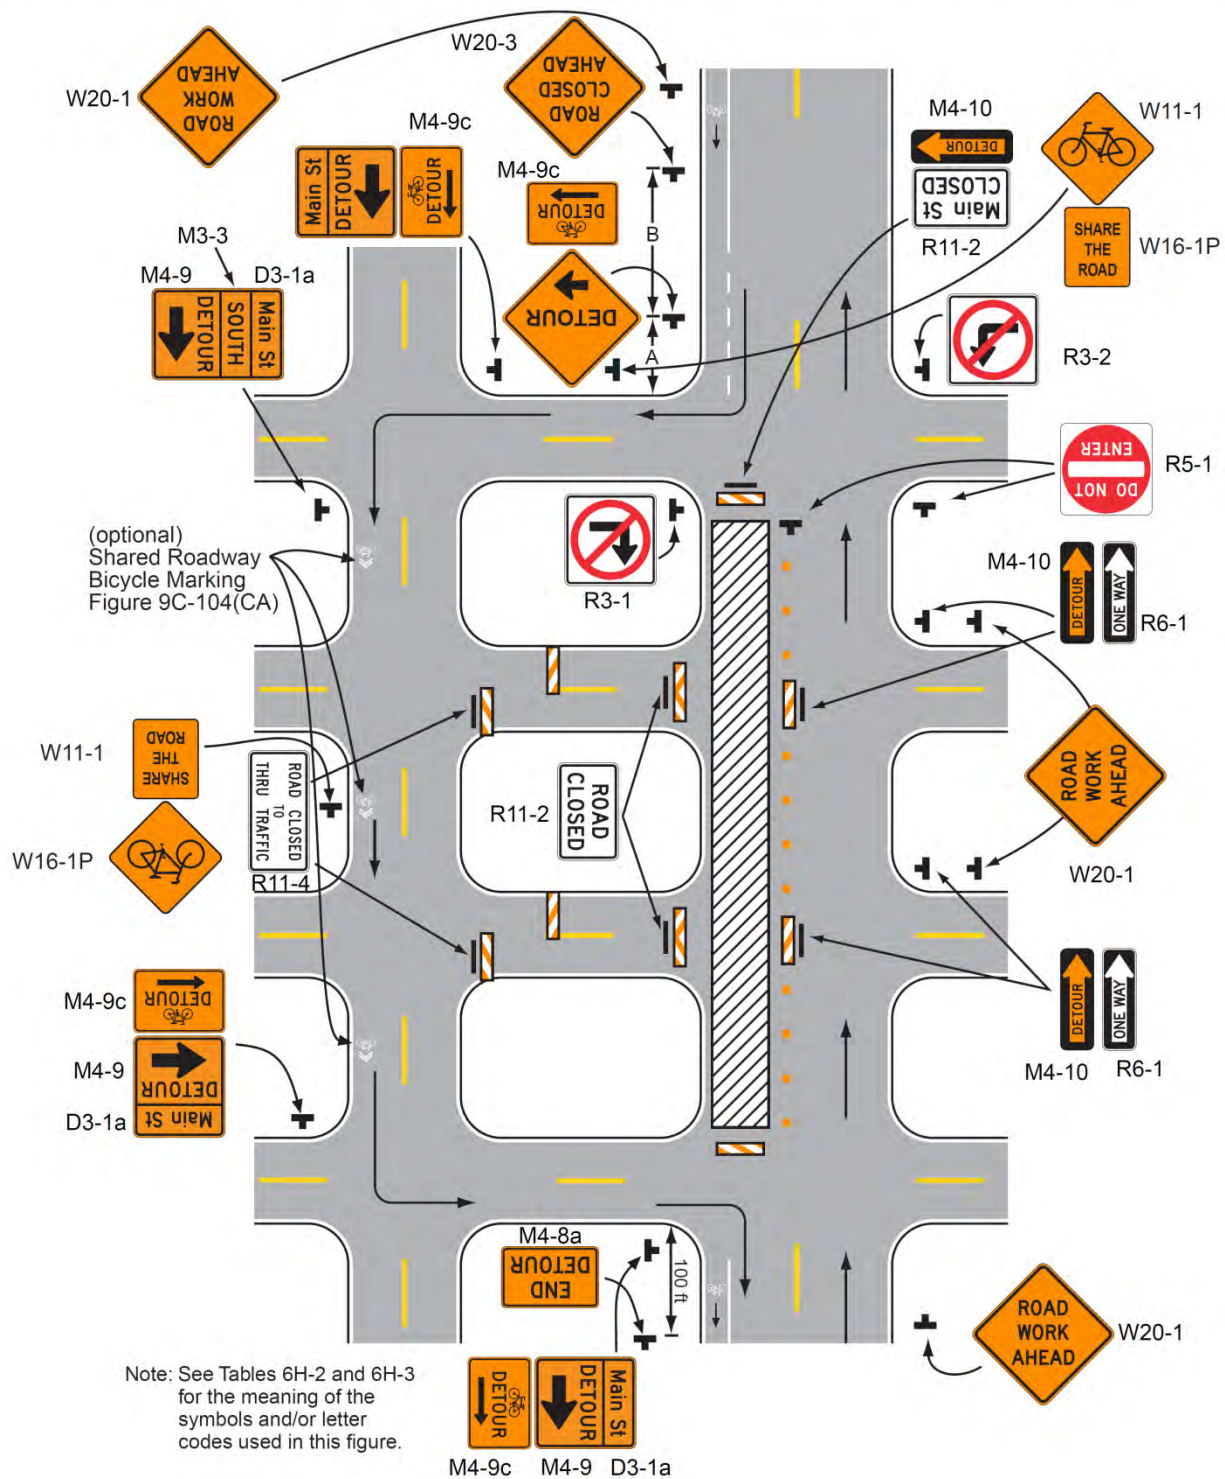 W20-1
ROAD
WORK
AHEAD
W20-3
ROAD
CLOSED
AHEAD
M4-9c
Main St
DETOUR
DETOUR
M4-9c
DETOUR
DETOUR
B
A
M4-10
DETOUR
Main St
CLOSED
R11-2
W11-1
SHARE
THE
ROAD
W16-1P
M3-3
M4-9
D3-1a
DETOUR
SOUTH
Main St
R3-2
DO NOT
ENTER
R5-1
(optional)
Shared Roadway
Bicycle Marking
Figure 9C-104(CA)
R3-1
M4-10
DETOUR
ONE WAY
R6-1
W11-1
SHARE
THE
ROAD
W16-1P
ROAD CLOSED
TO
THRU TRAFFIC
R11-4
R11-2
ROAD
CLOSED
ROAD
WORK
AHEAD
W20-1
M4-9c
DETOUR
M4-9
DETOUR
D3-1a
Main St
DETOUR
ONE WAY
M4-10
R6-1
M4-8a
END
DETOUR
100 ft
ROAD
WORK
AHEAD
W20-1
Note: See Tables 6H-2 and 6H-3
for the meaning of the
symbols and/or letter
codes used in this figure.
DETOUR
DETOUR
Main St
M4-9c
M4-9
D3-1a